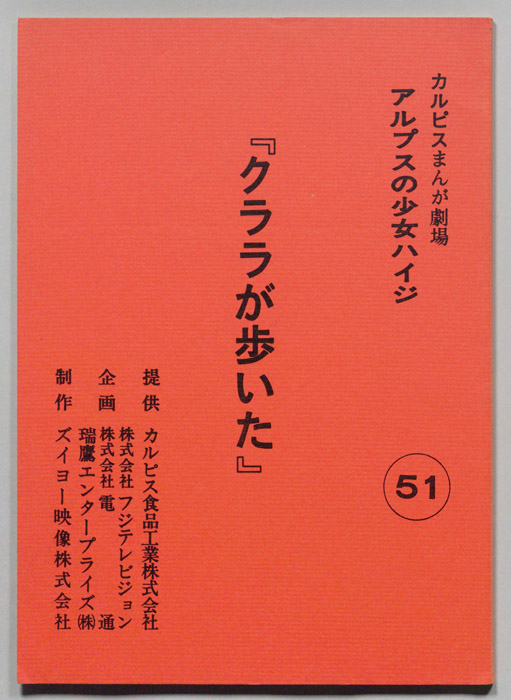 カルピスまんが劇場
アルプスの少女ハイジ
51
『クララが歩いた』
提供 カルピス食品工業株式会社
株式会社 フジテレビジョン
企画 株式会社 電通
瑞鷹エンタープライズ㈱
制作 ズイヨー映像株式会社